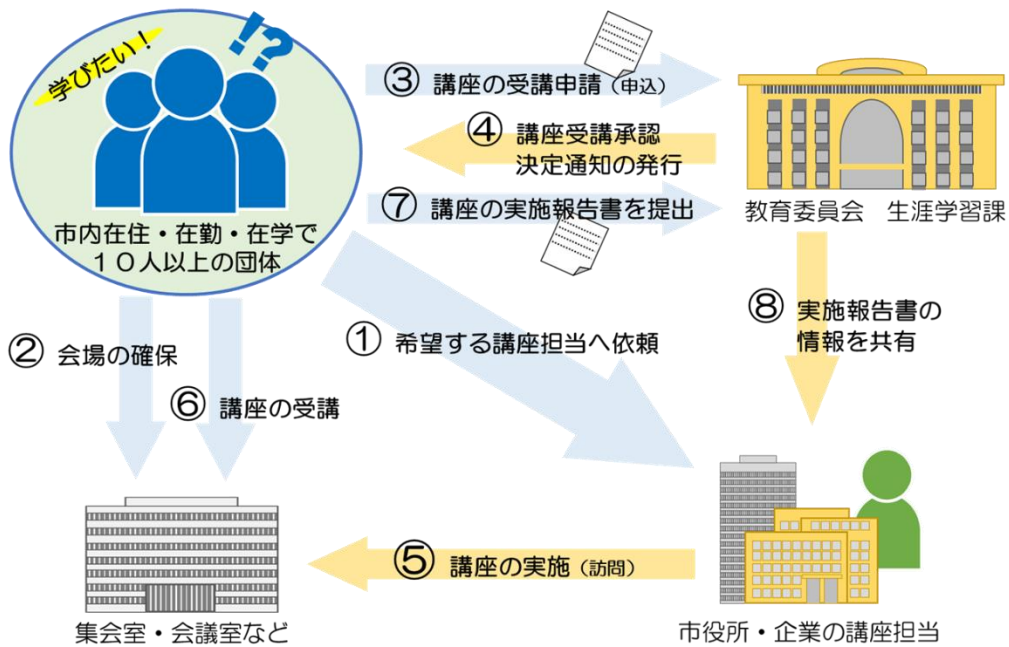 学びたい！
!?
③ 講座の受講申請（申込）
④ 講座受講承認
決定通知の発行
⑦ 講座の実施報告書を提出
教育委員会　生涯学習課
市内在住・在勤・在学で
１０人以上の団体
① 希望する講座担当へ依頼
⑧ 実施報告書の
情報を共有
② 会場の確保
⑥ 講座の受講
⑤ 講座の実施（訪問）
集会室・会議室など
市役所・企業の講座担当